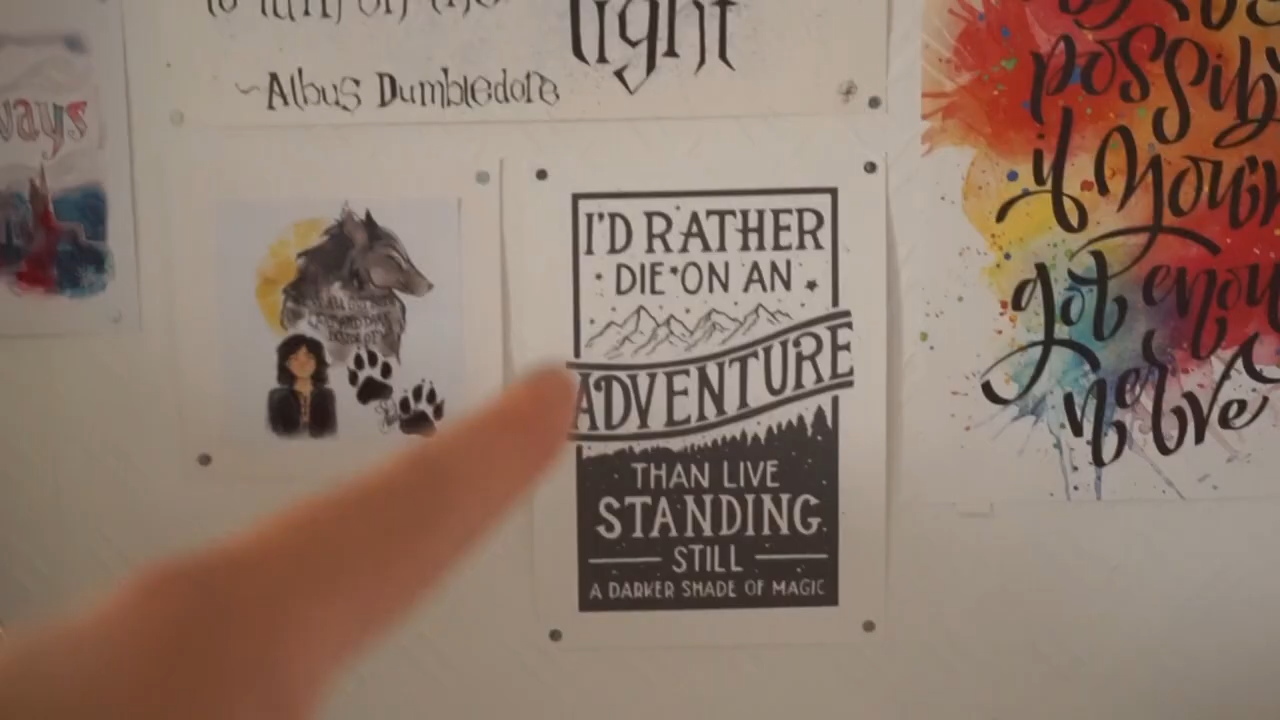 light
~Albus Dumbledore
ways
I'D RATHER
DIE ON AN
ADVENTURE
THAN LIVE
STANDING
STILL
A DARKER SHADE OF MAGIC
possib
if you'r
got enou
nerve